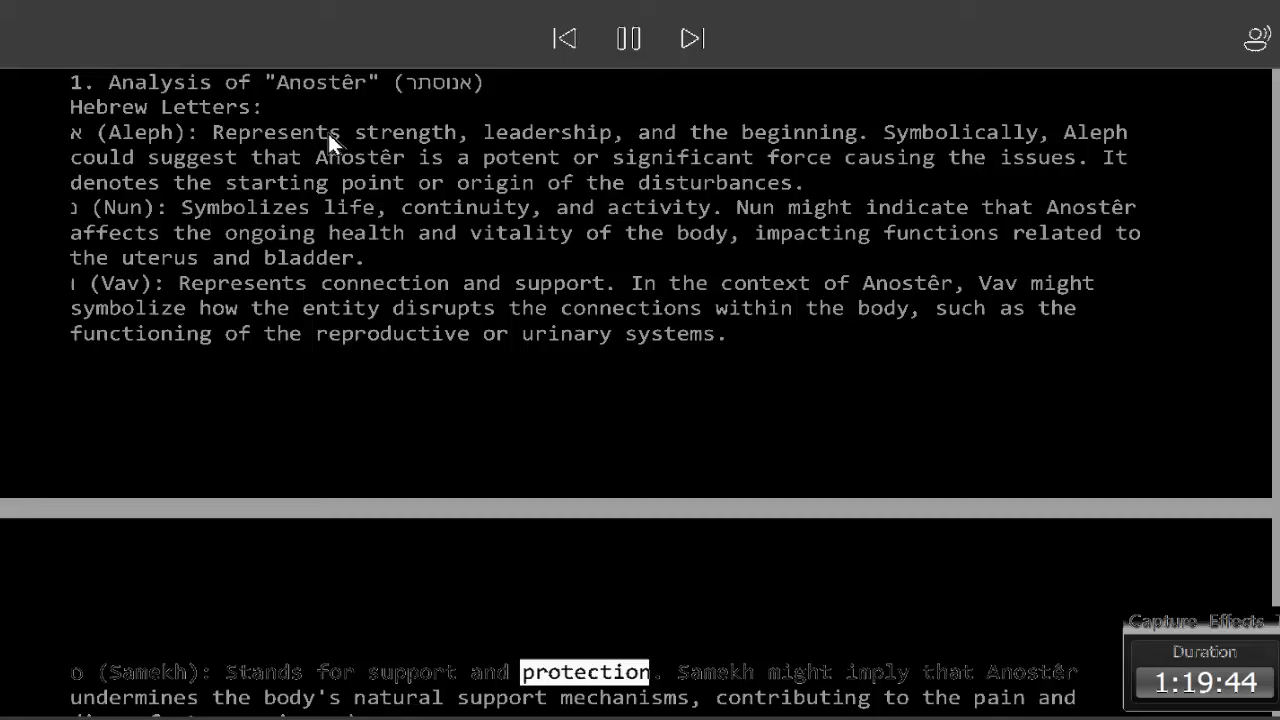 1. Analysis of "Anostêr" (אנוסתר)
Hebrew Letters:
א (Aleph): Represents strength, leadership, and the beginning. Symbolically, Aleph
could suggest that Anostêr is a potent or significant force causing the issues. It
denotes the starting point or origin of the disturbances.
נ (Nun): Symbolizes life, continuity, and activity. Nun might indicate that Anostêr
affects the ongoing health and vitality of the body, impacting functions related to
the uterus and bladder.
ו (Vav): Represents connection and support. In the context of Anostêr, Vav might
symbolize how the entity disrupts the connections within the body, such as the
functioning of the reproductive or urinary systems.
Capture Effects
Duration
1:19:44
ס (Samekh): Stands for support and protection. Samekh might imply that Anostêr
undermines the body's natural support mechanisms, contributing to the pain and